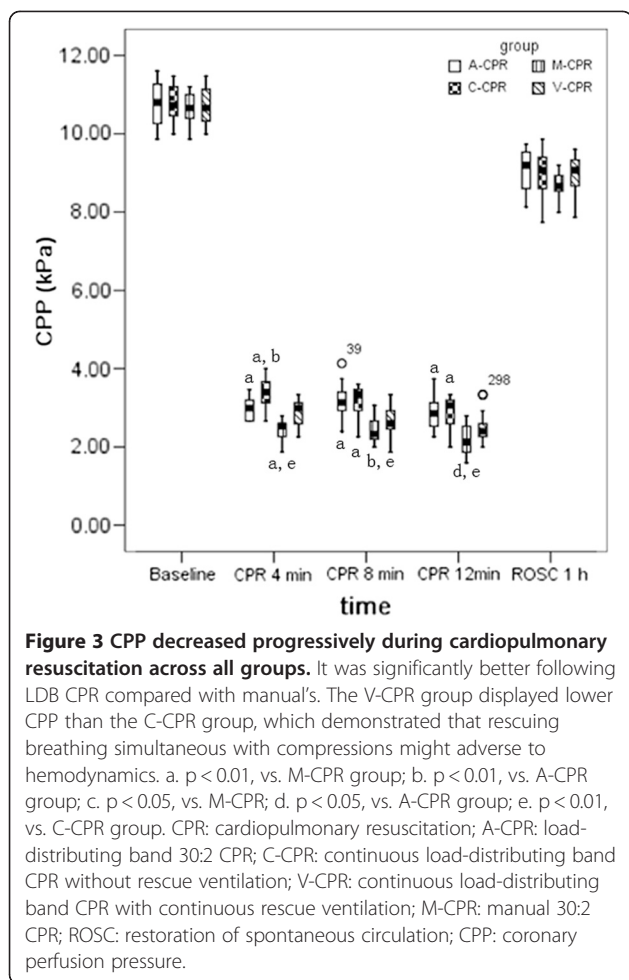 group
A-CPR M-CPR
C-CPR V-CPR
12.00
10.00
8.00
6.00
4.00
2.00
0.00
CPP (kPa)
a
a, b
a, e
39
a
a
b, e
a
a
d, e
298
Baseline CPR 4 min CPR 8 min CPR 12min ROSC 1 h
time
Figure 3 CPP decreased progressively during cardiopulmonary
resuscitation across all groups. It was significantly better following
LDB CPR compared with manual's. The V-CPR group displayed lower
CPP than the C-CPR group, which demonstrated that rescuing
breathing simultaneous with compressions might adverse to
hemodynamics. a. p < 0.01, vs. M-CPR group; b. p < 0.01, vs. A-CPR
group; c. p < 0.05, vs. M-CPR; d. p < 0.05, vs. A-CPR group; e. p < 0.01,
vs. C-CPR group. CPR: cardiopulmonary resuscitation; A-CPR: load-
distributing band 30:2 CPR; C-CPR: continuous load-distributing band
CPR without rescue ventilation; V-CPR: continuous load-distributing
band CPR with continuous rescue ventilation; M-CPR: manual 30:2
CPR; ROSC: restoration of spontaneous circulation; CPP: coronary
perfusion pressure.